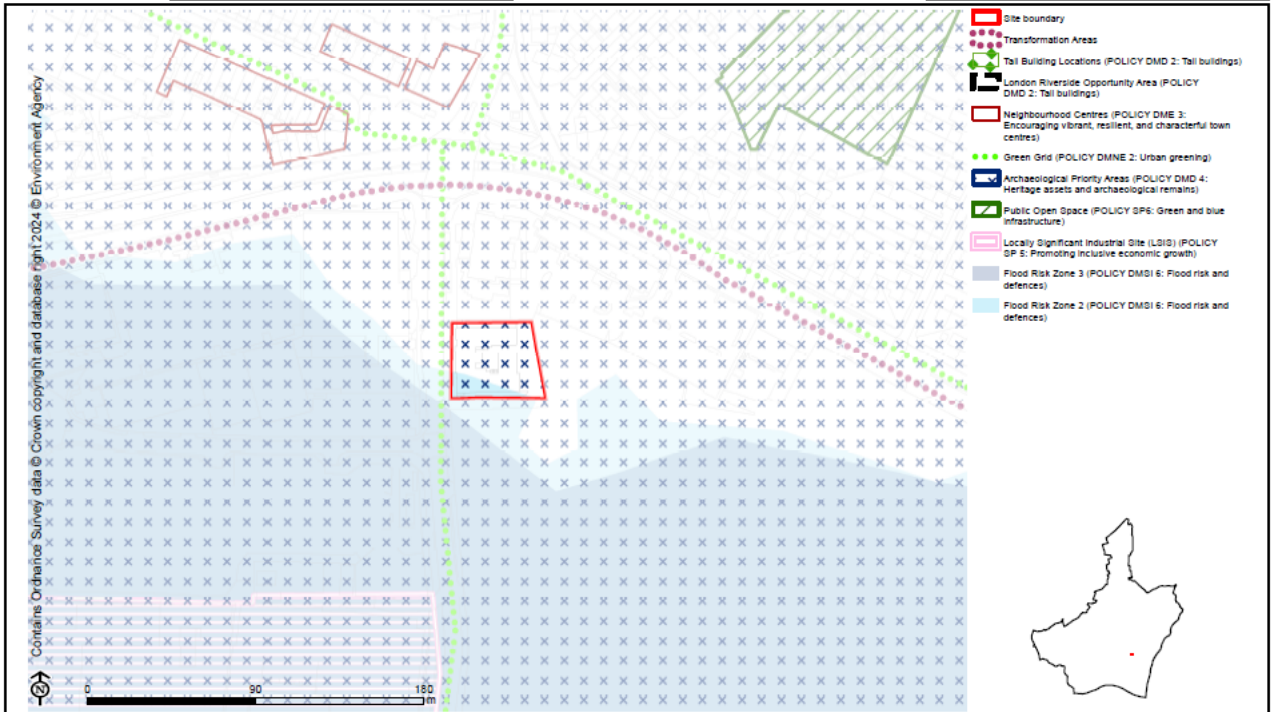 Site boundary
Transformation Areas
Tall Building Locations (POLICY DMD 2: Tall buildings)
London Riverside Opportunity Area (POLICY
DMD 2: Tall buildings)
Neighbourhood Centres (POLICY DME 3:
Encouraging vibrant, resilient, and characterful town
centres)
Green Grid (POLICY DMNE 2: Urban greening)
Archaeological Priority Areas (POLICY DMD 4:
Heritage assets and archaeological remains)
Public Open Space (POLICY SP6: Green and blue
infrastructure)
Locally Significant Industrial Site (LSIS) (POLICY
SP 5: Promoting inclusive economic growth)
Flood Risk Zone 3 (POLICY DMSI 6: Flood risk and
defences)
Flood Risk Zone 2 (POLICY DMSI 6: Flood risk and
defences)
Contains Ordnance Survey data © Crown copyright and database right 2024 © Environment Agency
N
0 90 180
m